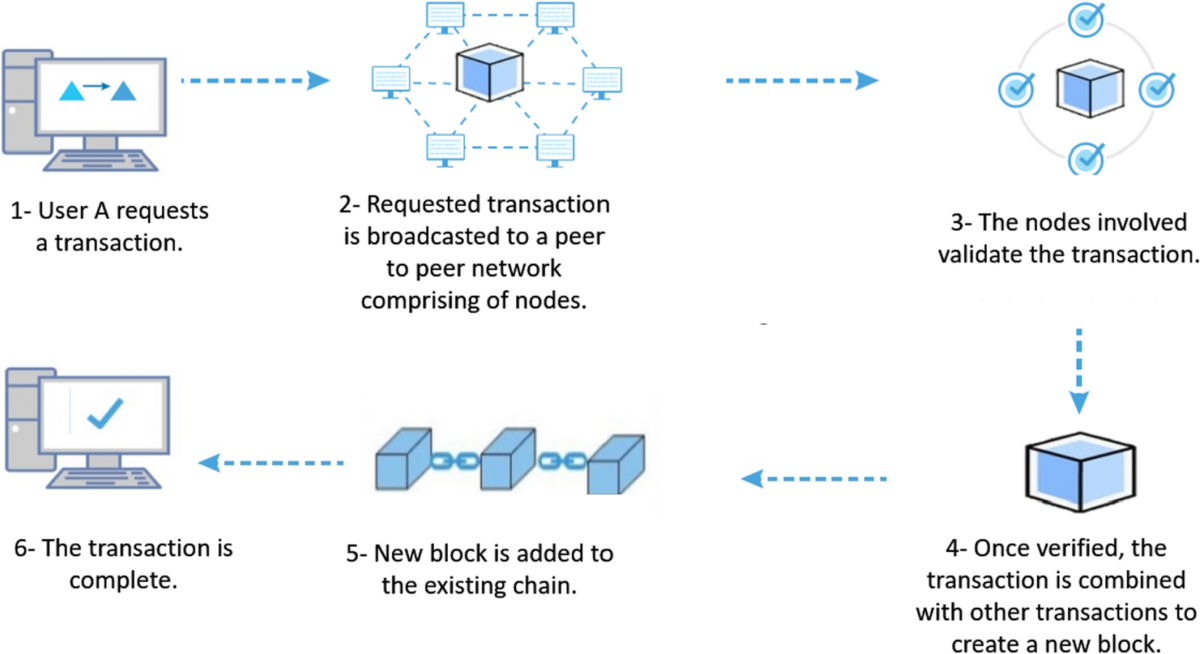 1- User A requests
a transaction.
2- Requested transaction
is broadcasted to a peer
to peer network
comprising of nodes.
3- The nodes involved
validate the transaction.
4- Once verified, the
transaction is combined
with other transactions to
create a new block.
5- New block is added to
the existing chain.
6- The transaction is
complete.